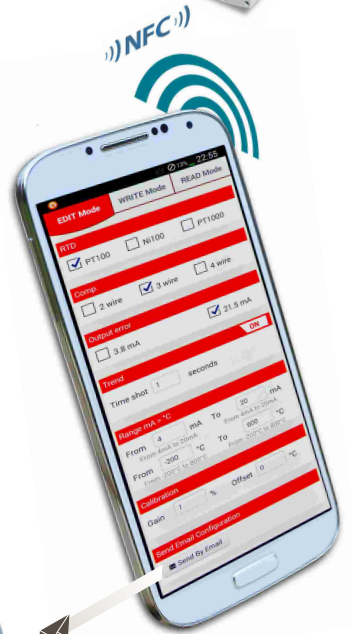 NFC
13% 22:55
EDIT Mode WRITE Mode READ Mode
RTD
PT100 Ni100 PT1000
Comp.
2 wire 3 wire 4 wire
Output error
3.8 mA 21.5 mA
Trend ON
Time shot 1 seconds
Range mA > °C
From 4 mA To 20 mA
From 4mA to 20mA From 4mA to 20mA
From -200 °C To 600 °C
From -200°C to 800°C From -200°C to 800°C
Calibration
Gain 1 % Offset 0 °C
Send Email Configuration
Send By Email